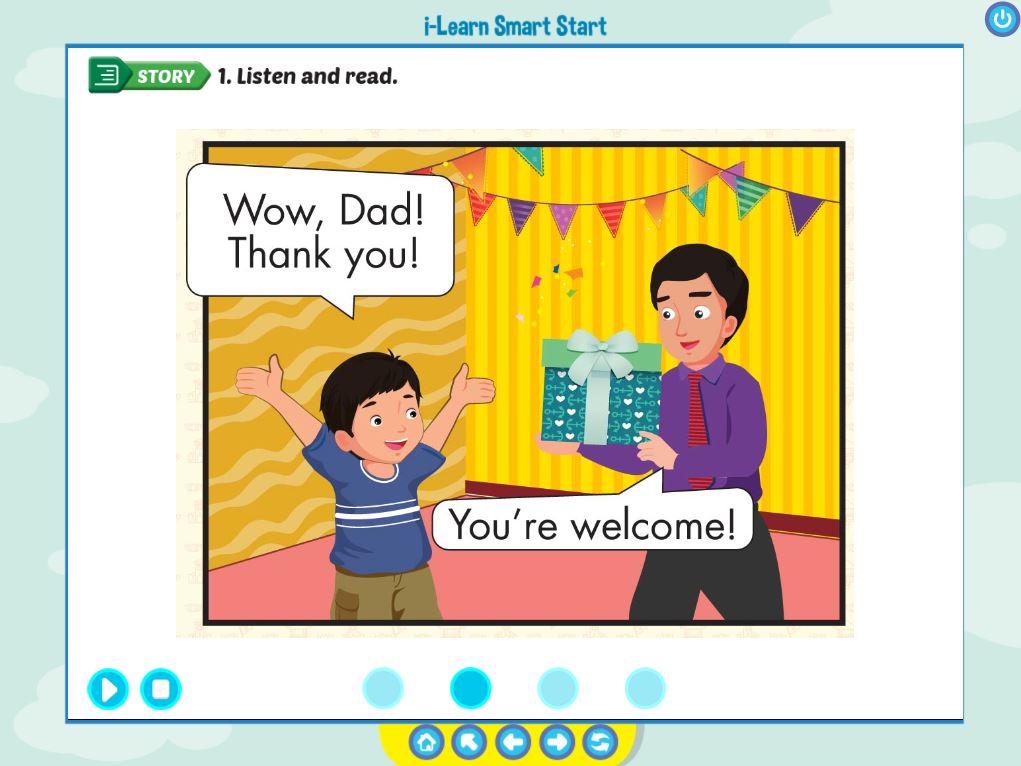 i-Learn Smart Start
STORY 1. Listen and read.
Wow, Dad!
Thank you!
You're welcome!